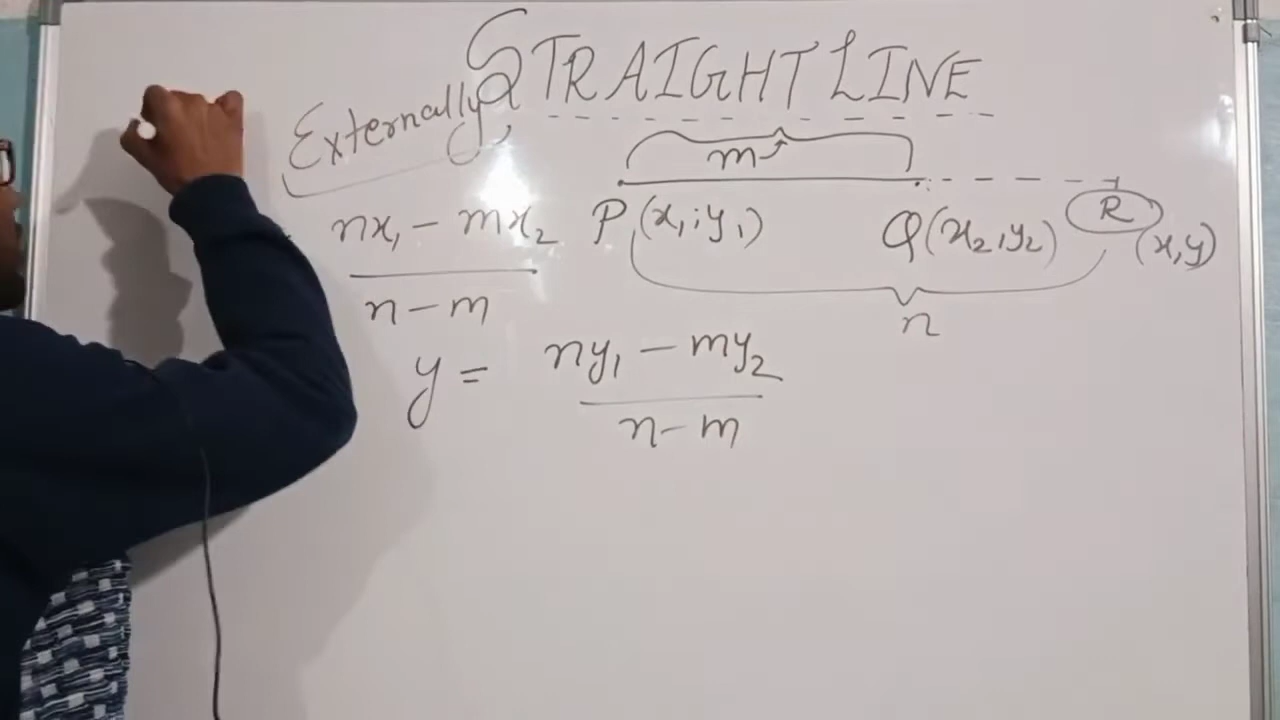 STRAIGHT LINE
Externally
m
P(x₁,y₁) Q(x₂,y₂) R (x,y)
n
nx₁ - mx₂
n - m
y = ny₁ - my₂
n - m